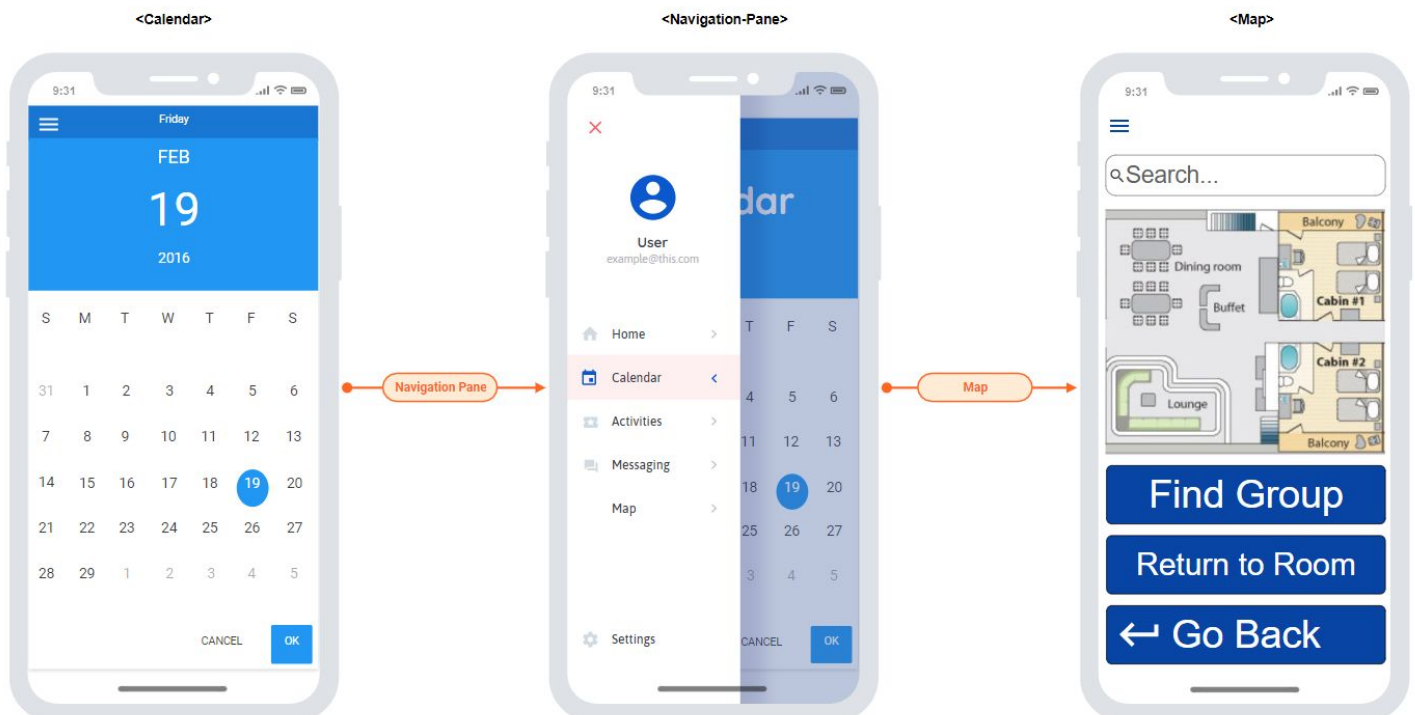 <Calendar>
9:31
Friday
FEB
19
2016
S M T W T F S
31 1 2 3 4 5 6
7 8 9 10 11 12 13
14 15 16 17 18 19 20
21 22 23 24 25 26 27
28 29 1 2 3 4 5
CANCEL OK
Navigation Pane
<Navigation-Pane>
9:31
dar
User
example@this.com
Home
Calendar
Activities
Messaging
Map
Settings
T F S
4 5 6
11 12 13
18 19 20
25 26 27
3 4 5
CANCEL OK
Map
<Map>
9:31
Search...
Balcony
Dining room
Buffet
Cabin #1
Cabin #2
Lounge
Balcony
Find Group
Return to Room
Go Back